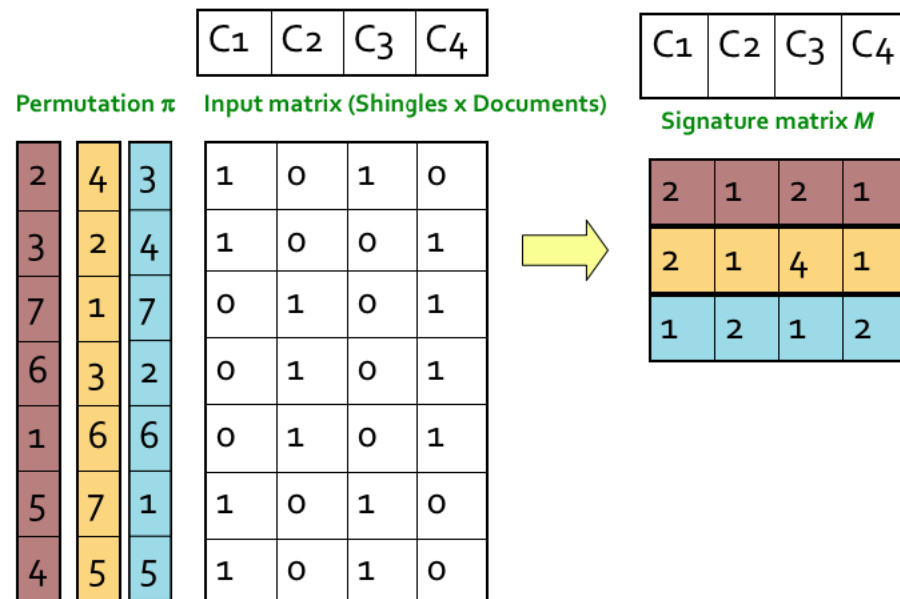 C1 C2 C3 C4
C1 C2 C3 C4
Permutation π Input matrix (Shingles x Documents)
Signature matrix M
2 4 3 1 0 1 0
3 2 4 1 0 0 1
7 1 7 0 1 0 1
6 3 2 0 1 0 1
1 6 6 0 1 0 1
5 7 1 1 0 1 0
4 5 5 1 0 1 0
2 1 2 1
2 1 4 1
1 2 1 2